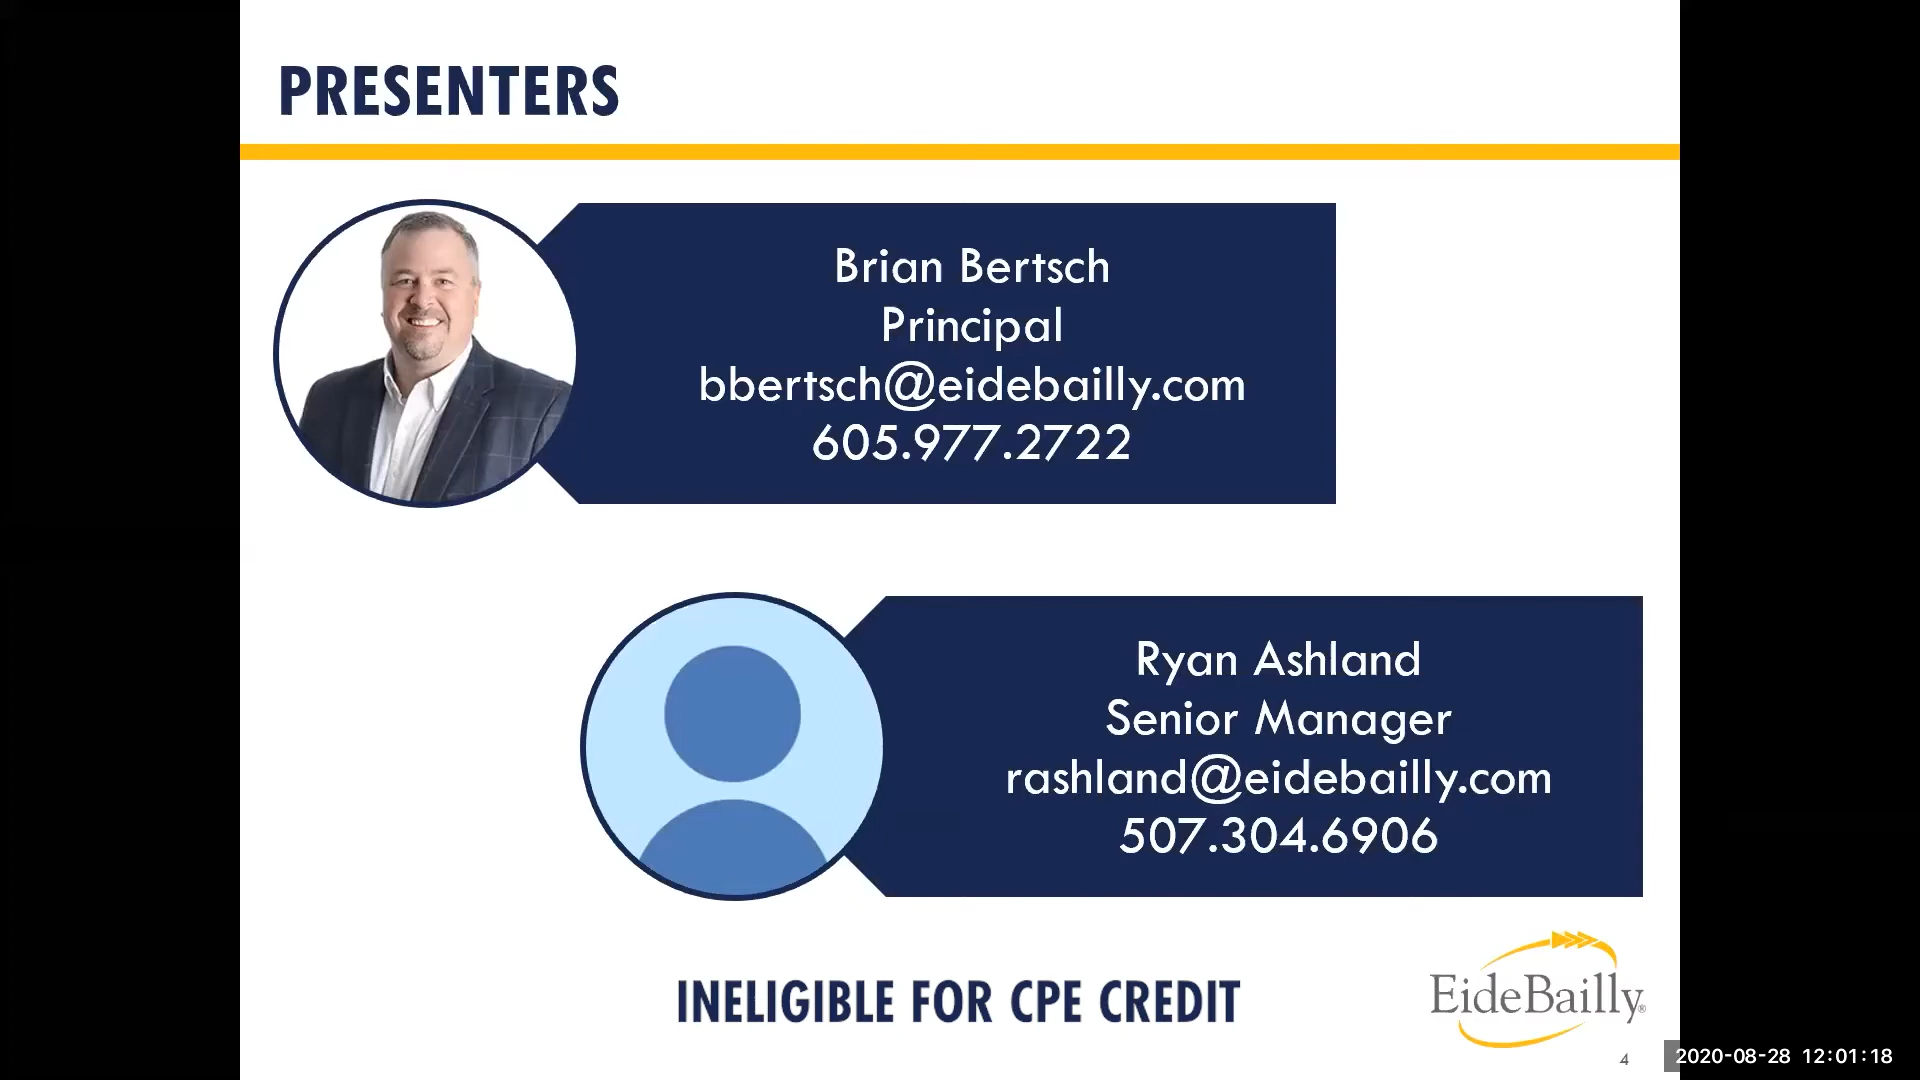 PRESENTERS
Brian Bertsch
Principal
bbertsch@eidebailly.com
605.977.2722
Ryan Ashland
Senior Manager
rashland@eidebailly.com
507.304.6906
INELIGIBLE FOR CPE CREDIT
EideBailly®
4
2020-08-28 12:01:18